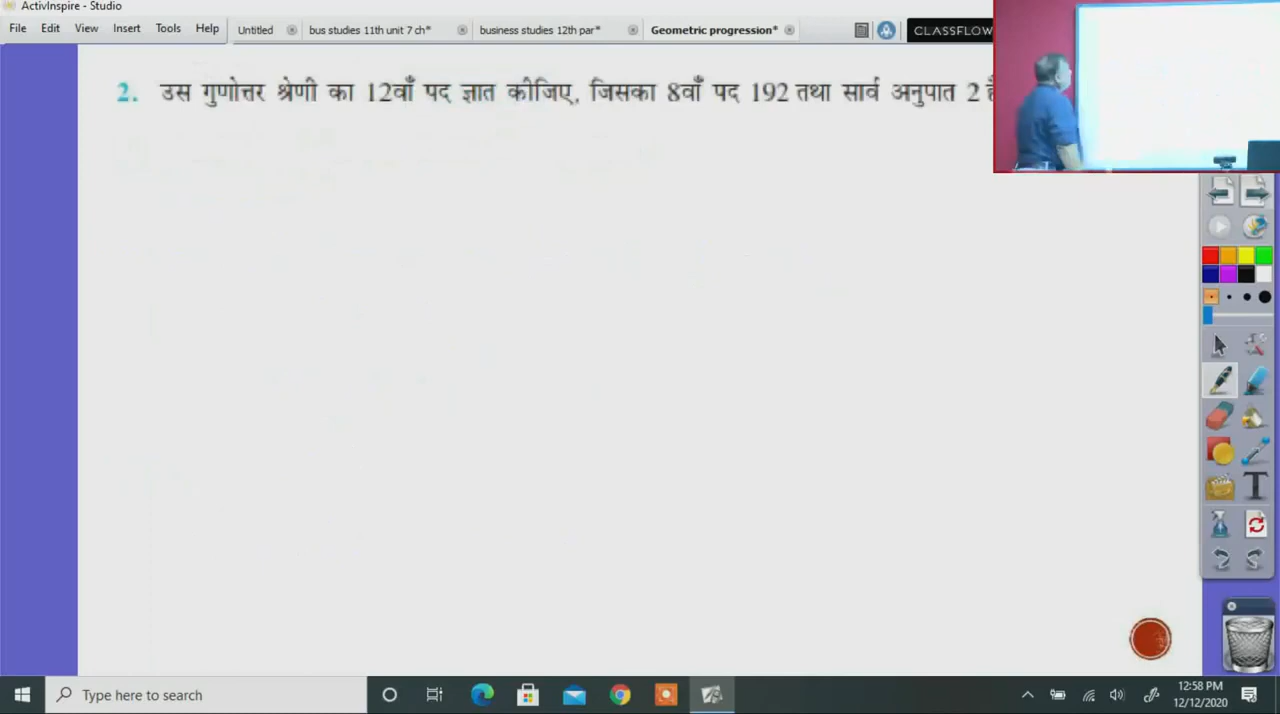 ActivInspire - Studio
File Edit View Insert Tools Help
Untitled
bus studies 11th unit 7 ch*
business studies 12th par*
Geometric progression*
CLASSFLOW
2. उस गुणोत्तर श्रेणी का 12वाँ पद ज्ञात कीजिए, जिसका 8वाँ पद 192 तथा सार्व अनुपात 2
T
Type here to search
12:58 PM
12/12/2020